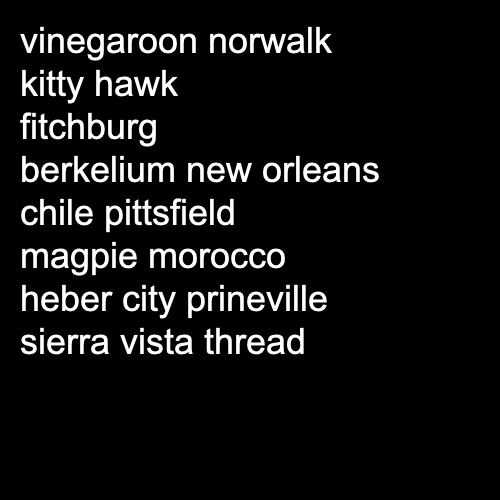 vinegaroon norwalk
kitty hawk
fitchburg
berkelium new orleans
chile pittsfield
magpie morocco
heber city prineville
sierra vista thread